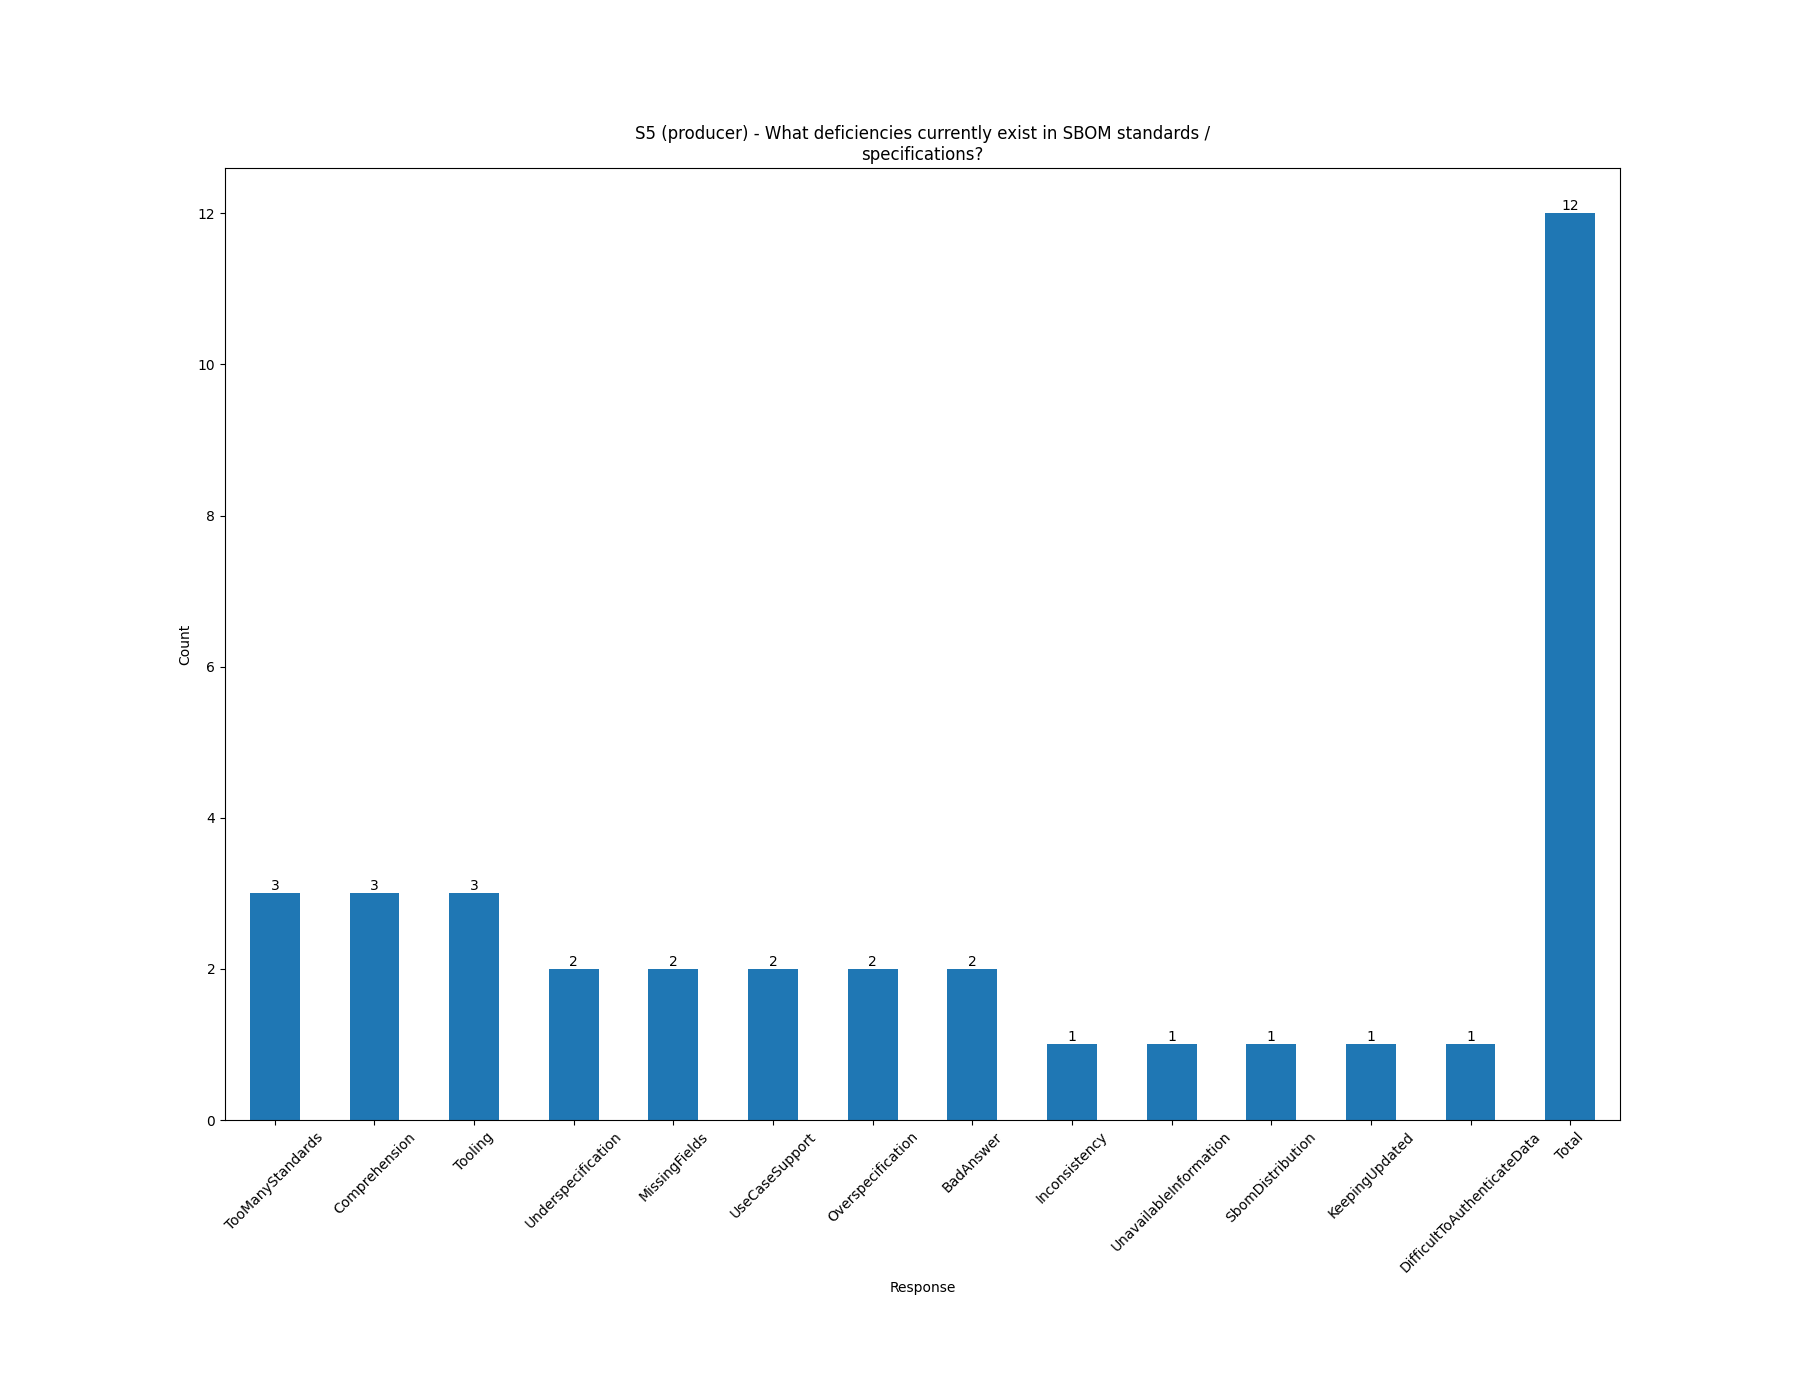 S5 (producer) - What deficiencies currently exist in SBOM standards /
specifications?
12
10
8
6
4
2
0
Count
3
3
3
2
2
2
2
2
1
1
1
1
1
12
TooManyStandards
Comprehension
Tooling
Underspecification
MissingFields
UseCaseSupport
Overspecification
BadAnswer
Inconsistency
UnavailableInformation
SbomDistribution
KeepingUpdated
DifficultToAuthenticateData
Total
Response